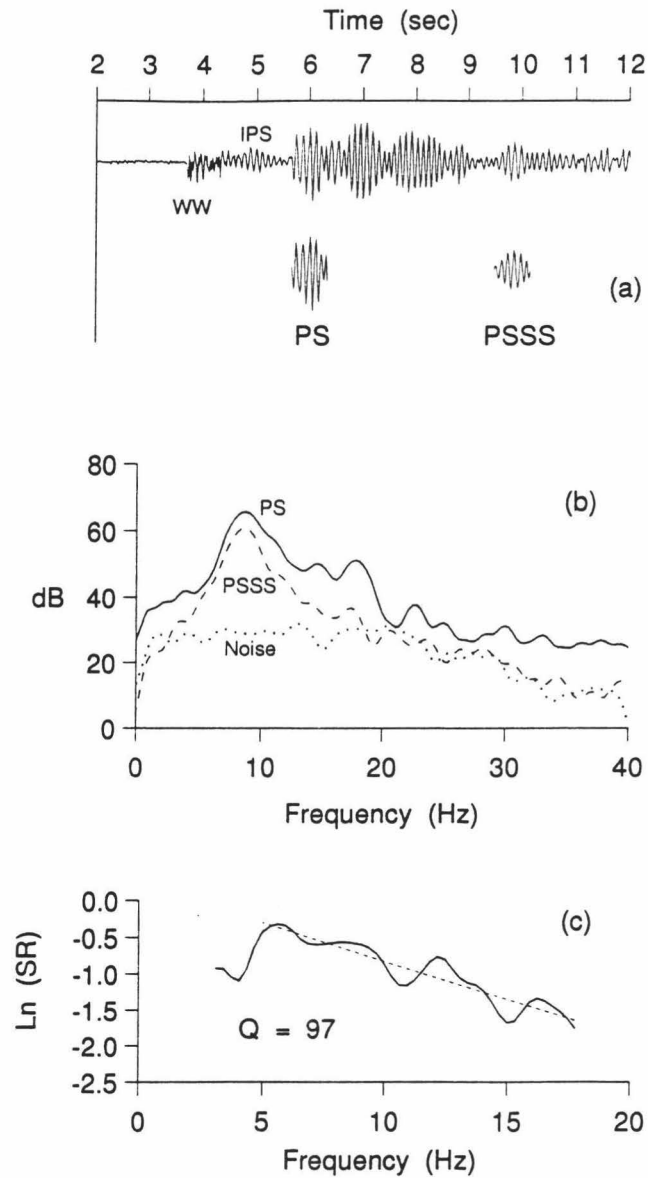 Time (sec)
2 3 4 5 6 7 8 9 10 11 12
IPS
WW
(a)
PS PSSS
80
(b)
PS
60
PSSS
dB
40
Noise
20
0
0 10 20 30 40
Frequency (Hz)
0.0
(c)
-0.5
Ln (SR)
-1.0
-1.5
Q = 97
-2.0
-2.5
0 5 10 15 20
Frequency (Hz)